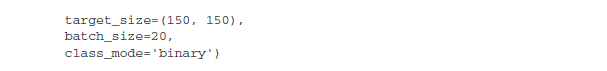 target_size=(150, 150),
batch_size=20,
class_mode='binary')